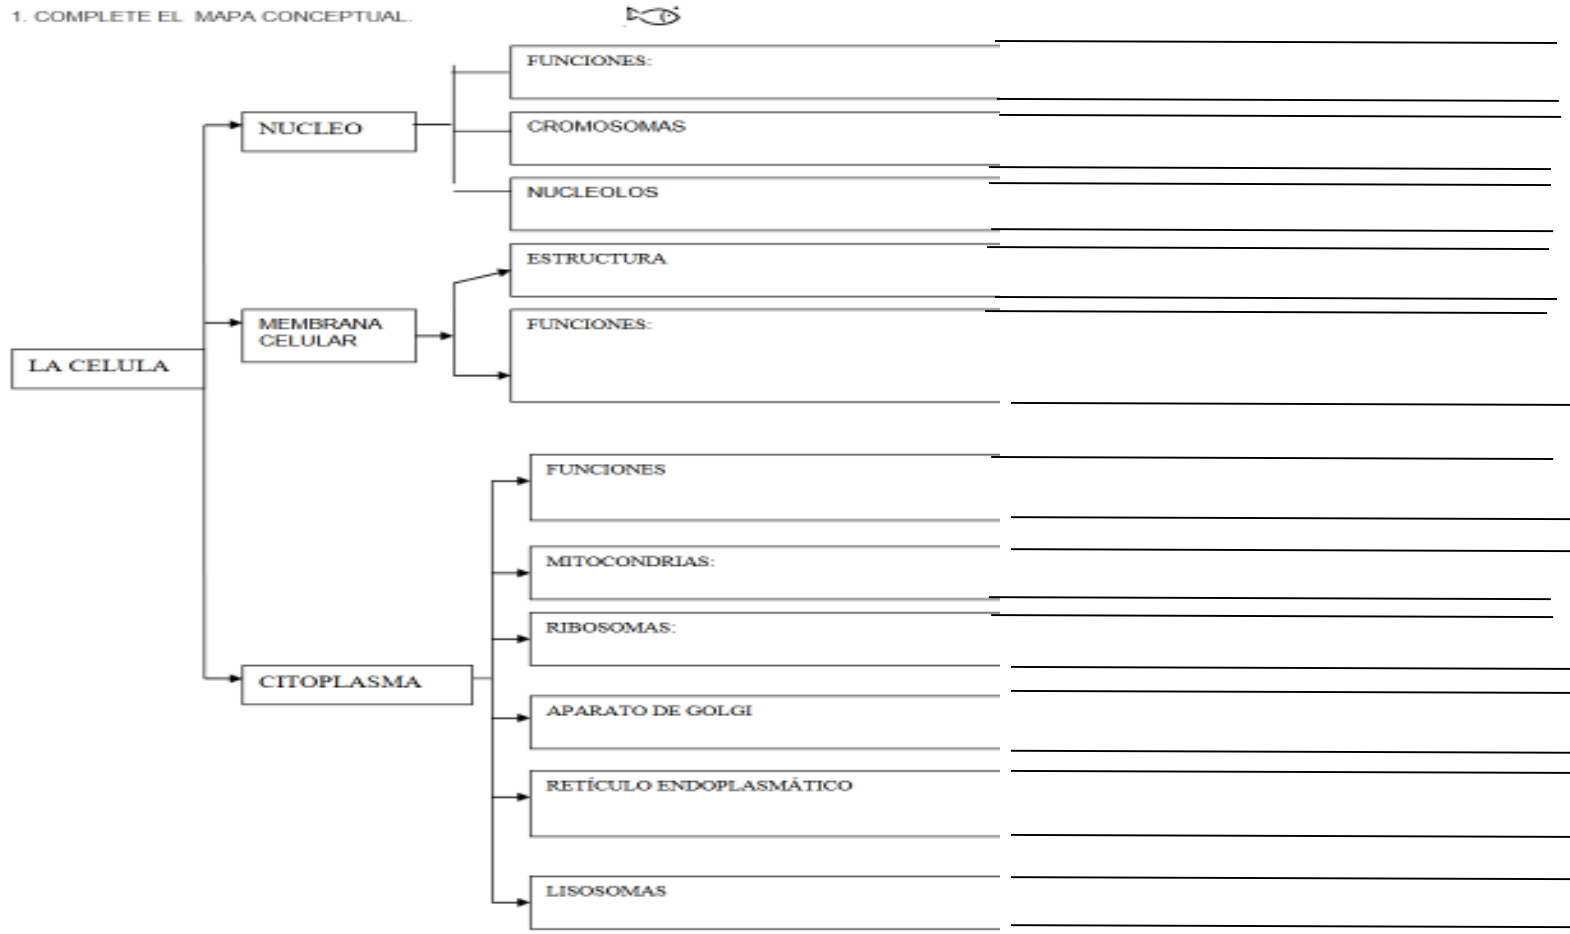 1. COMPLETE EL MAPA CONCEPTUAL.
FUNCIONES:
NUCLEO
CROMOSOMAS
NUCLEOLOS
ESTRUCTURA
MEMBRANA
CELULAR
FUNCIONES:
LA CELULA
FUNCIONES
MITOCONDRIAS:
RIBOSOMAS:
CITOPLASMA
APARATO DE GOLGI
RETÍCULO ENDOPLASMÁTICO
LISOSOMAS